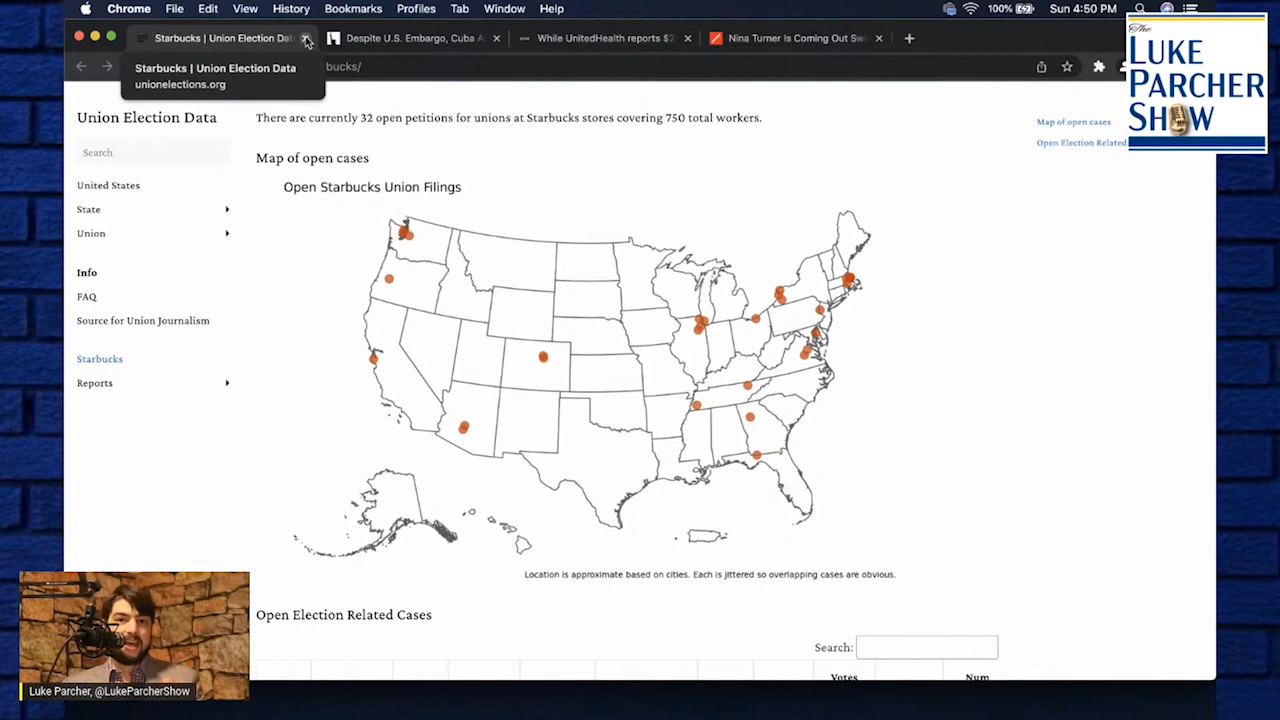 Chrome File Edit View History Bookmarks Profiles Tab Window Help
100% Sun 4:50 PM
Starbucks | Union Election Dat
Despite U.S. Embargo, Cuba A
While UnitedHealth reports $2
Nina Turner Is Coming Out Swi
bucks/
Starbucks | Union Election Data
unionelections.org
The
LUKE
PARCHER
SHOW
Union Election Data
Search
United States
State
Union
Info
FAQ
Source for Union Journalism
Starbucks
Reports
There are currently 32 open petitions for unions at Starbucks stores covering 750 total workers.
Map of open cases
Open Election Related
Map of open cases
Open Starbucks Union Filings
Location is approximate based on cities. Each is jittered so overlapping cases are obvious.
Open Election Related Cases
Search:
Votes Num
Luke Parcher, @LukeParcherShow